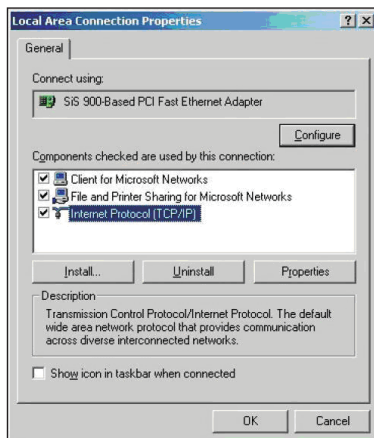 Local Area Connection Properties
General
Connect using:
SiS 900-Based PCI Fast Ethernet Adapter
Configure
Components checked are used by this connection:
Client for Microsoft Networks
File and Printer Sharing for Microsoft Networks
Internet Protocol (TCP/IP)
Install...
Uninstall
Properties
Description
Transmission Control Protocol/Internet Protocol. The default
wide area network protocol that provides communication
across diverse interconnected networks.
Show icon in taskbar when connected
OK
Cancel